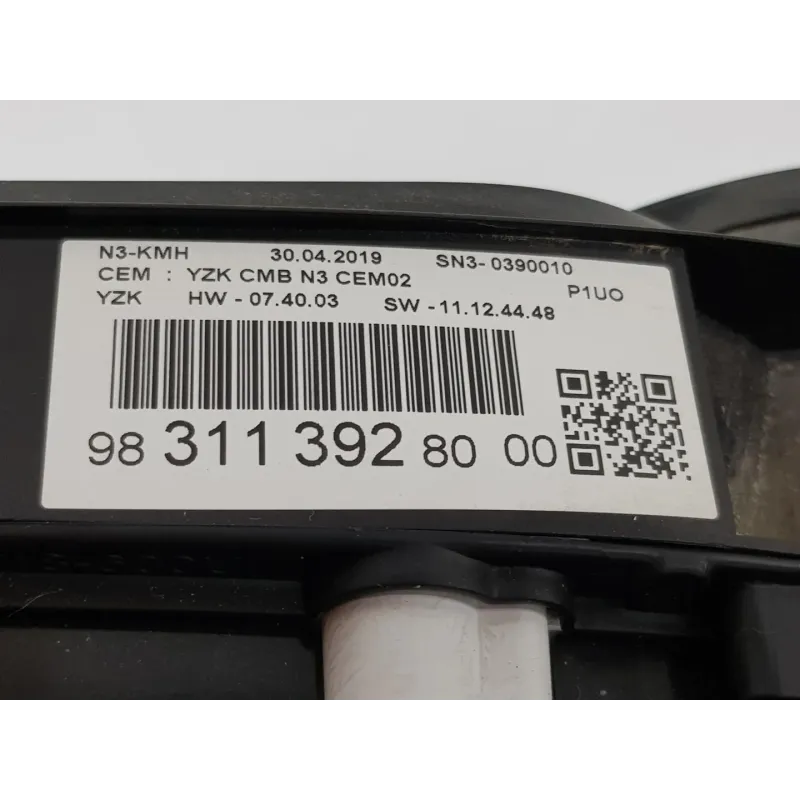 N3-KMH 30.04.2019 SN3-0390010
CEM : YZK CMB N3 CEM02
YZK HW-07.40.03 SW-11.12.44.48 P1UO
98 311 392 80 00